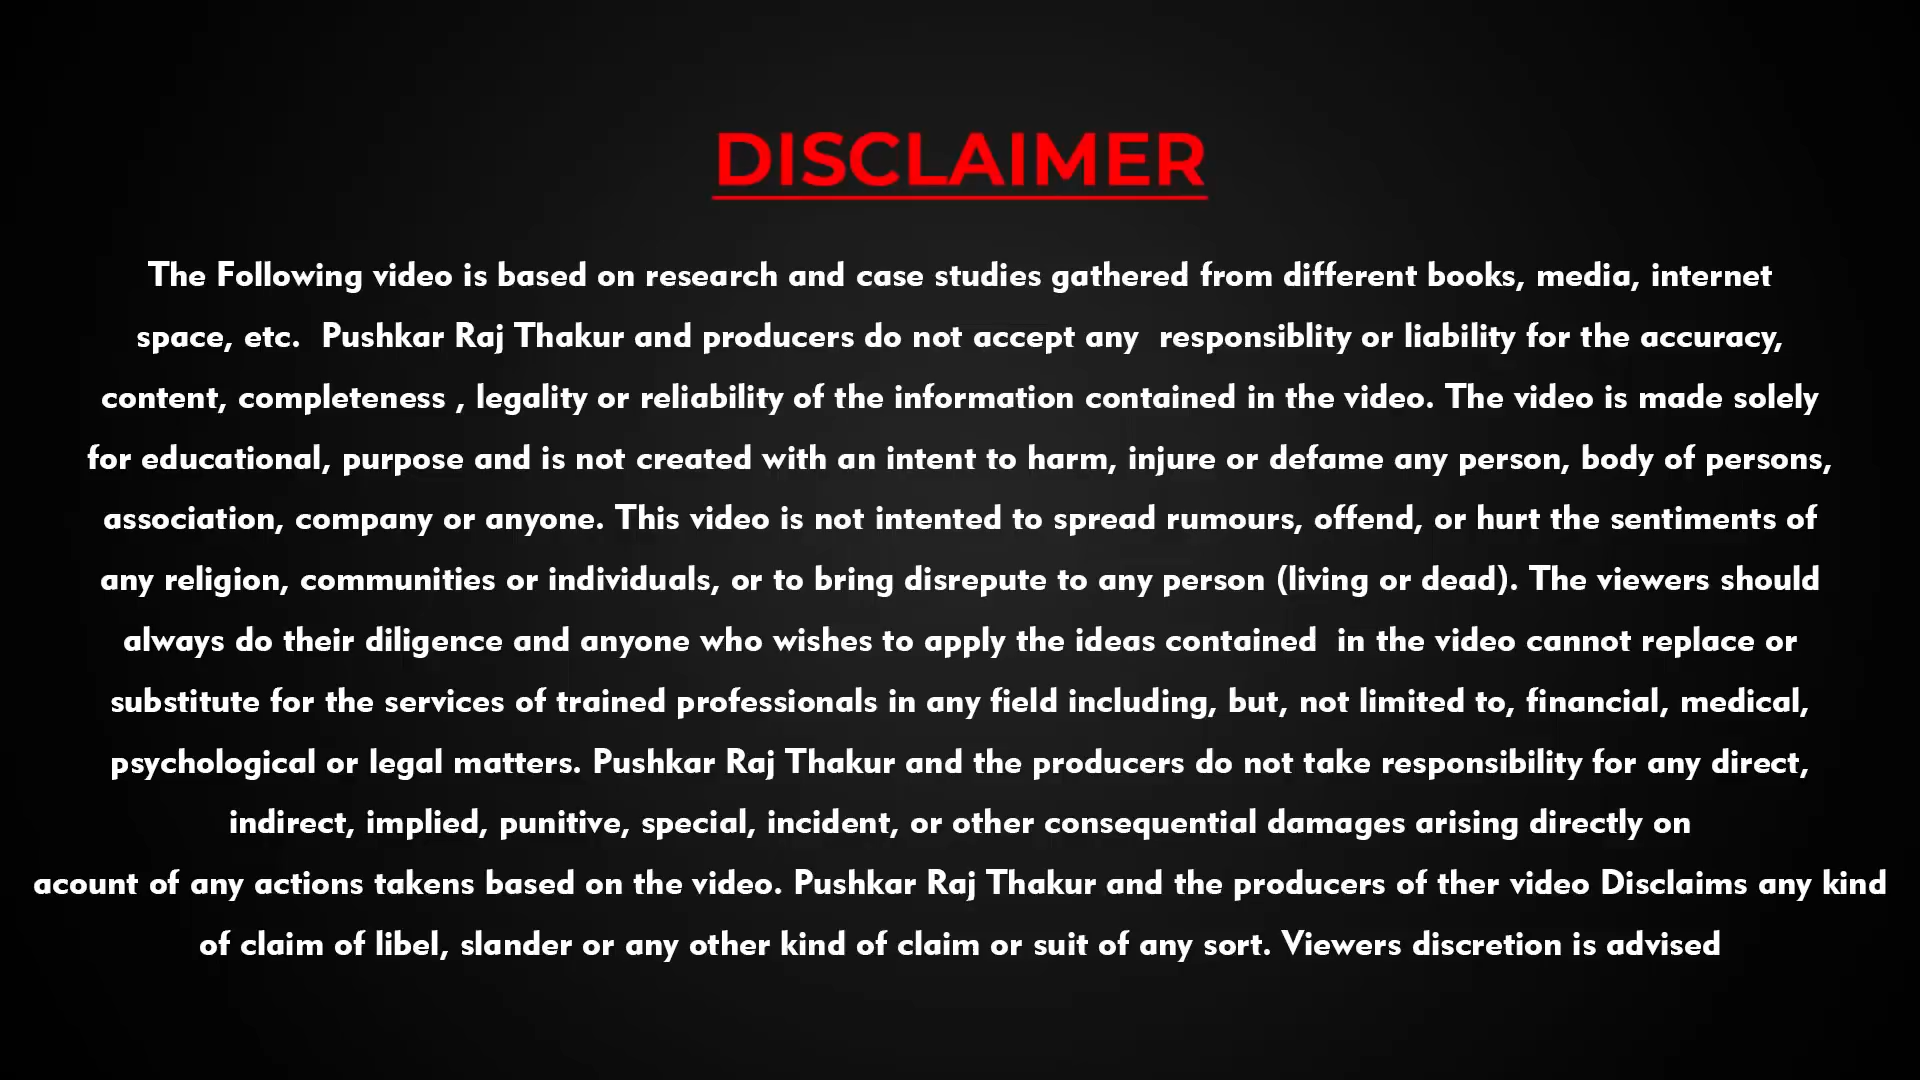 DISCLAIMER
The Following video is based on research and case studies gathered from different books, media, internet
space, etc.  Pushkar Raj Thakur and producers do not accept any  responsiblity or liability for the accuracy,
content, completeness , legality or reliability of the information contained in the video. The video is made solely
for educational, purpose and is not created with an intent to harm, injure or defame any person, body of persons,
association, company or anyone. This video is not intented to spread rumours, offend, or hurt the sentiments of
any religion, communities or individuals, or to bring disrepute to any person (living or dead). The viewers should
always do their diligence and anyone who wishes to apply the ideas contained  in the video cannot replace or
substitute for the services of trained professionals in any field including, but, not limited to, financial, medical,
psychological or legal matters. Pushkar Raj Thakur and the producers do not take responsibility for any direct,
indirect, implied, punitive, special, incident, or other consequential damages arising directly on
acount of any actions takens based on the video. Pushkar Raj Thakur and the producers of ther video Disclaims any kind
of claim of libel, slander or any other kind of claim or suit of any sort. Viewers discretion is advised